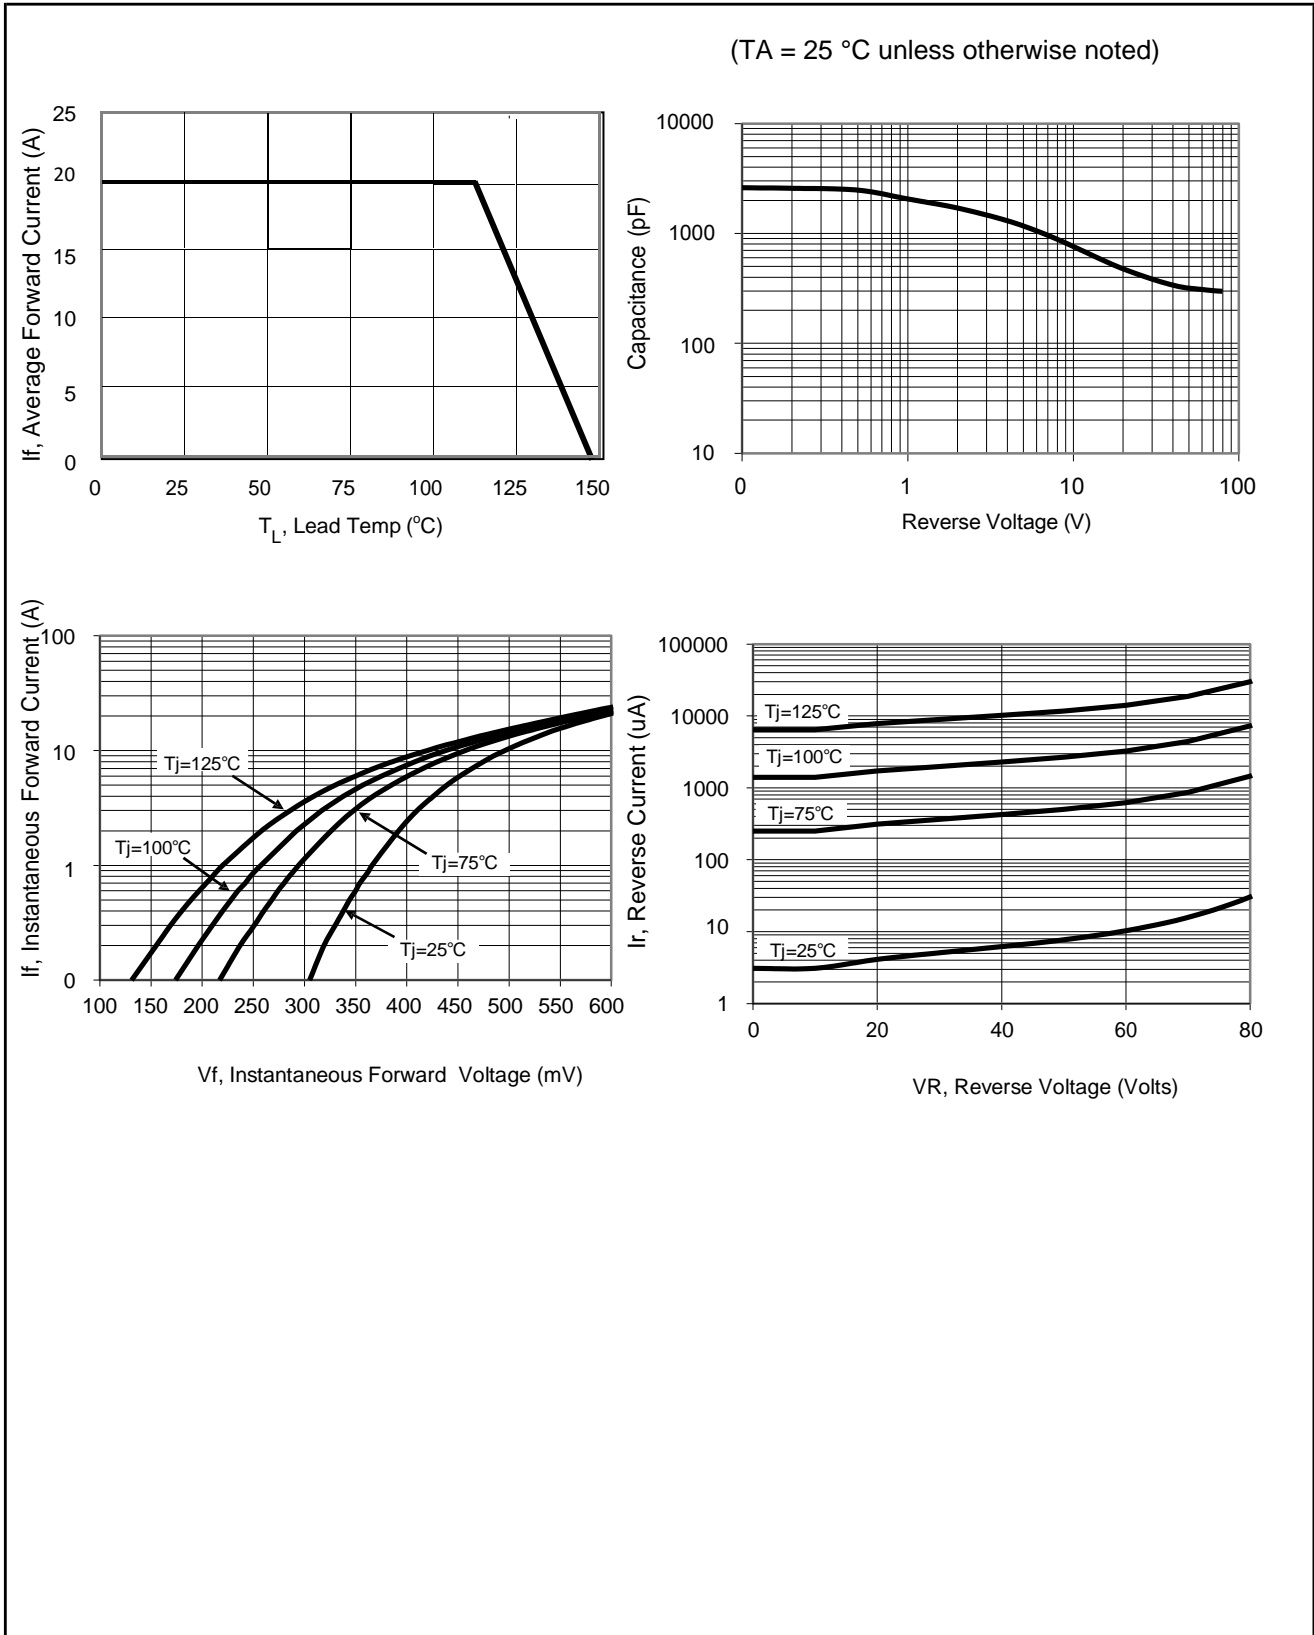 (TA = 25 °C unless otherwise noted)
If, Average Forward Current (A)
25
20
15
10
5
0
0 25 50 75 100 125 150
TL, Lead Temp (oC)
Capacitance (pF)
10000
1000
100
10
0 1 10 100
Reverse Voltage (V)
If, Instantaneous Forward Current (A)
100
10
1
0
Tj=125°C
Tj=100°C
Tj=75°C
Tj=25°C
100 150 200 250 300 350 400 450 500 550 600
Vf, Instantaneous Forward Voltage (mV)
Ir, Reverse Current (uA)
100000
10000
1000
100
10
1
Tj=125°C
Tj=100°C
Tj=75°C
Tj=25°C
0 20 40 60 80
VR, Reverse Voltage (Volts)